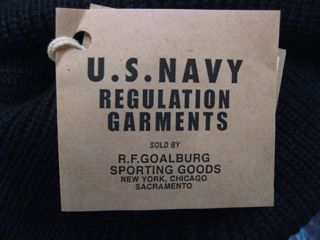 U.S.NAVY
REGULATION
GARMENTS
SOLD BY
R.F.GOALBURG
SPORTING GOODS
NEW YORK, CHICAGO
SACRAMENTO